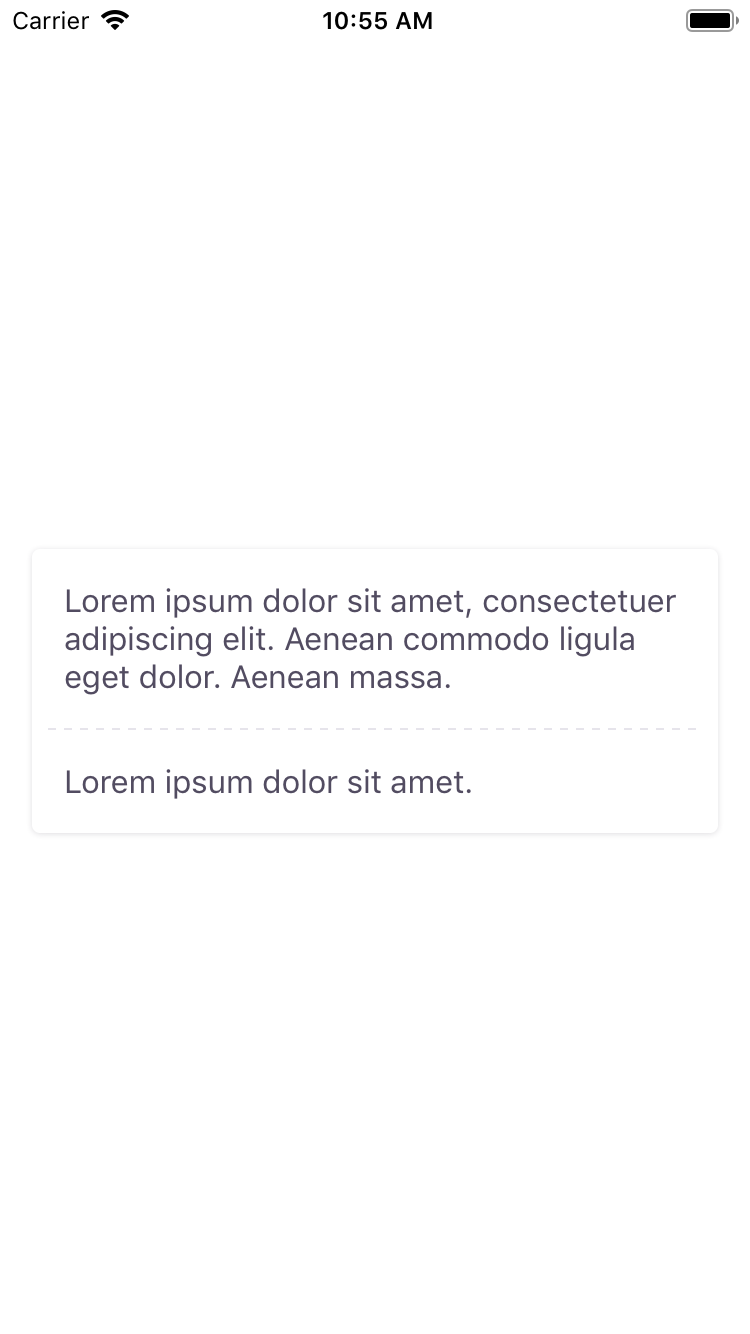 Carrier 10:55 AM
Lorem ipsum dolor sit amet, consectetuer
adipiscing elit. Aenean commodo ligula
eget dolor. Aenean massa.
Lorem ipsum dolor sit amet.